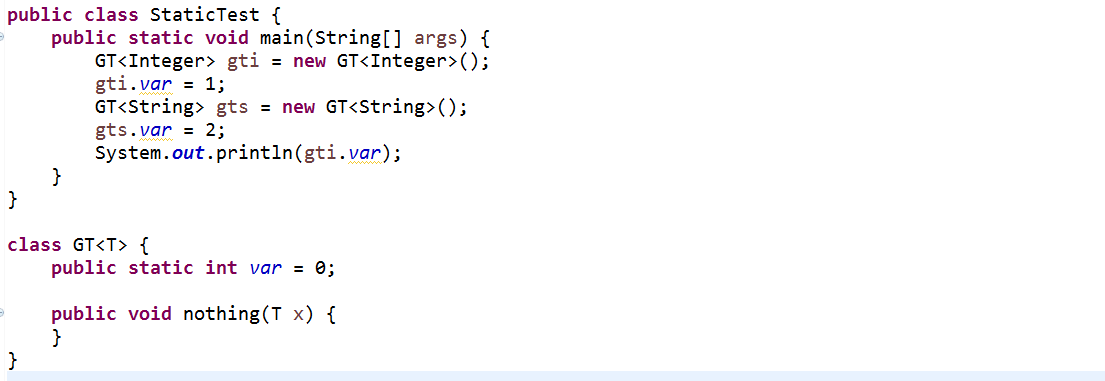 public class StaticTest {
    public static void main(String[] args) {
        GT<Integer> gti = new GT<Integer>();
        gti.var = 1;
        GT<String> gts = new GT<String>();
        gts.var = 2;
        System.out.println(gti.var);
    }
}

class GT<T> {
    public static int var = 0;

    public void nothing(T x) {
    }
}